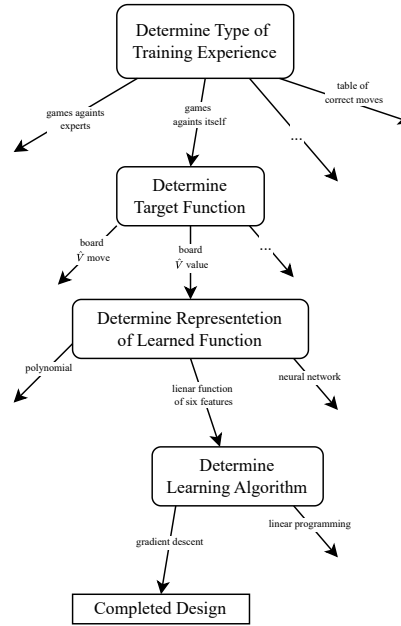 Determine Type of
Training Experience
games againts
experts
games
againts itself
...
table of
correct moves
Determine
Target Function
board
V̂ move
board
V̂ value
...
Determine Representetion
of Learned Function
polynomial
lienar function
of six features
neural network
Determine
Learning Algorithm
gradient descent
linear programming
Completed Design